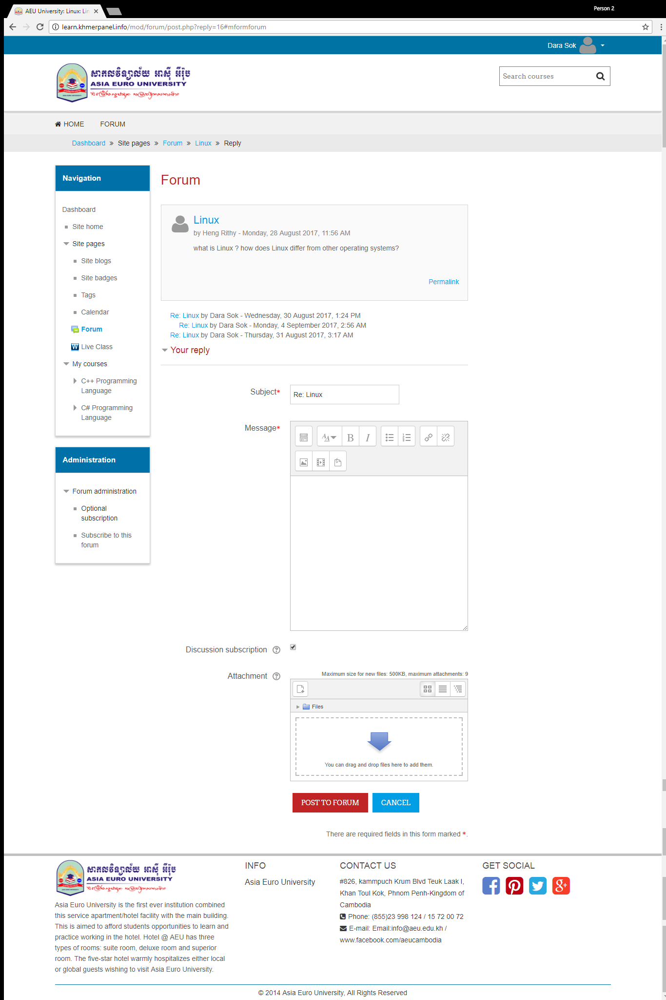 AEU University: Linux: Lin
Person 2
learn.khmerpanel.info/mod/forum/post.php?reply=16#mformforum
Dara Sok
សាកលវិទ្យាល័យ អាស៊ី អឺរ៉ុប
ASIA EURO UNIVERSITY
Search courses
HOME FORUM
Dashboard » Site pages » Forum » Linux » Reply
Navigation
Dashboard
Site home
Site pages
Site blogs
Site badges
Tags
Calendar
Forum
Live Class
My courses
C++ Programming
Language
C# Programming
Language
Administration
Forum administration
Optional
subscription
Subscribe to this
forum
Forum
Linux
by Heng Rithy - Monday, 28 August 2017, 11:56 AM
what is Linux ? how does Linux differ from other operating systems?
Permalink
Re: Linux by Dara Sok - Wednesday, 30 August 2017, 1:24 PM
Re: Linux by Dara Sok - Monday, 4 September 2017, 2:56 AM
Re: Linux by Dara Sok - Thursday, 31 August 2017, 3:17 AM
Your reply
Subject*
Re: Linux
Message*
Discussion subscription
Attachment
Maximum size for new files: 500KB, maximum attachments: 9
Files
You can drag and drop files here to add them.
POST TO FORUM CANCEL
There are required fields in this form marked *.
សាកលវិទ្យាល័យ អាស៊ី អឺរ៉ុប
ASIA EURO UNIVERSITY
Asia Euro University is the first ever institution combined
this service apartment/hotel facility with the main building.
This is aimed to afford students opportunities to learn and
practice working in the hotel. Hotel @ AEU has three
types of rooms: suite room, deluxe room and superior
room. The five-star hotel warmly hospitalizes either local
or global guests wishing to visit Asia Euro University.
INFO
Asia Euro University
CONTACT US
#826, kammpuch Krum Blvd Teuk Laak I,
Khan Toul Kok, Phnom Penh-Kingdom of
Cambodia
Phone: (855)23 998 124 / 15 72 00 72
E-mail: Email:info@aeu.edu.kh /
www.facebook.com/aeucambodia
GET SOCIAL
© 2014 Asia Euro University, All Rights Reserved